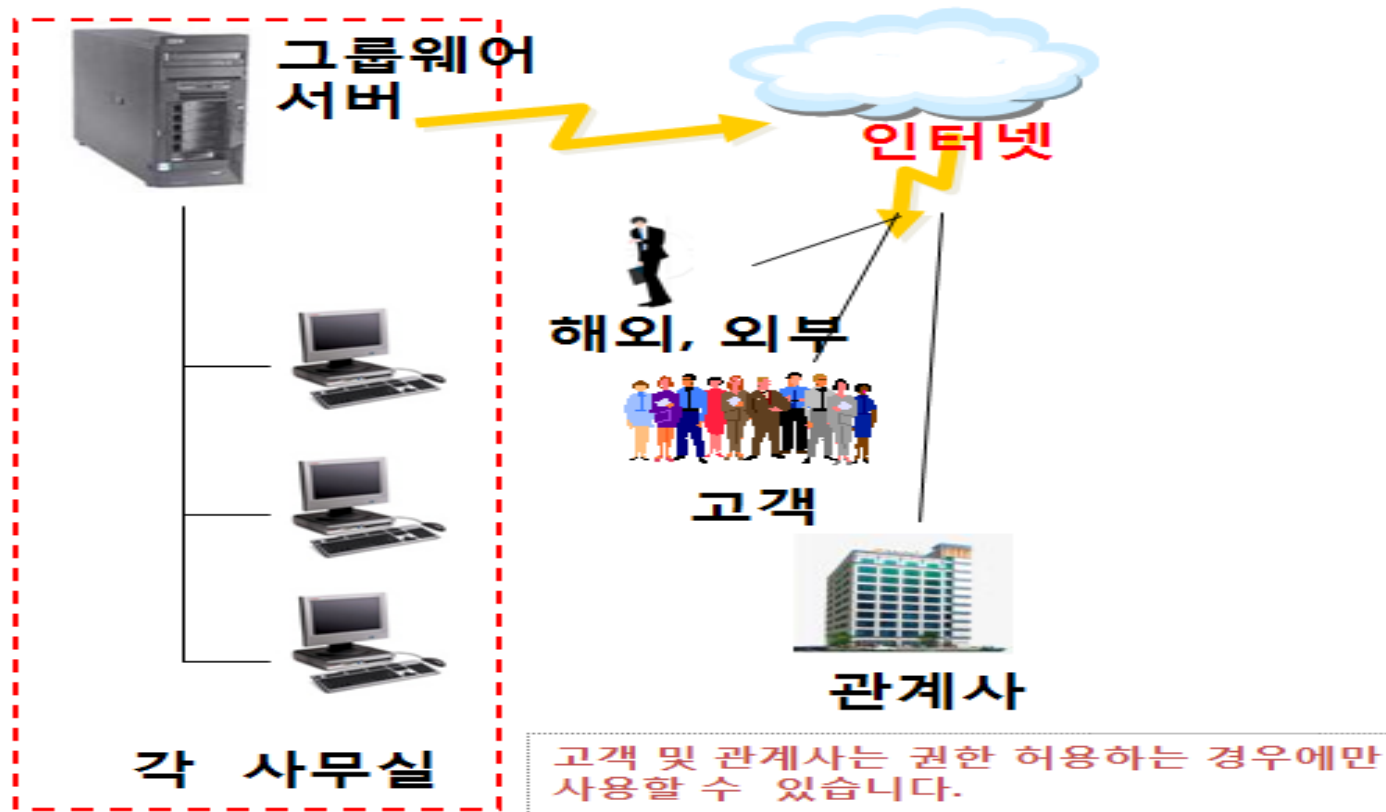 그룹웨어
서버
인터넷
해외, 외부
고객
관계사
각 사무실
고객 및 관계사는 권한 허용하는 경우에만
사용할 수 있습니다.